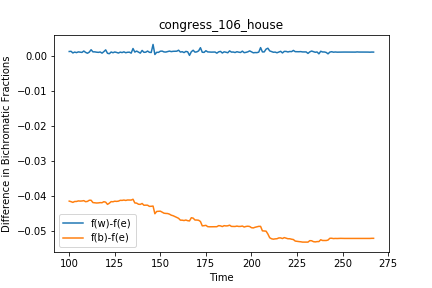 congress_106_house
Difference in Bichromatic Fractions
0.00
−0.01
−0.02
−0.03
−0.04
−0.05
f(w)-f(e)
f(b)-f(e)
100 125 150 175 200 225 250 275
Time